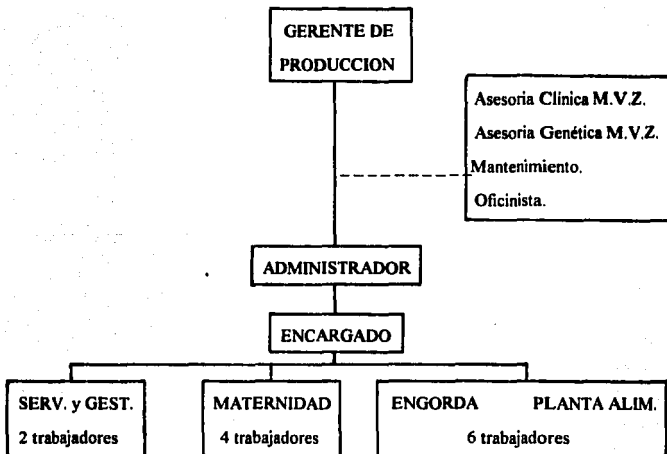 GERENTE DE
PRODUCCION
Asesoria Clínica M.V.Z.
Asesoria Genética M.V.Z.
Mantenimiento.
Oficinista.
ADMINISTRADOR
ENCARGADO
SERV. y GEST.
2 trabajadores
MATERNIDAD
4 trabajadores
ENGORDA PLANTA ALIM.
6 trabajadores